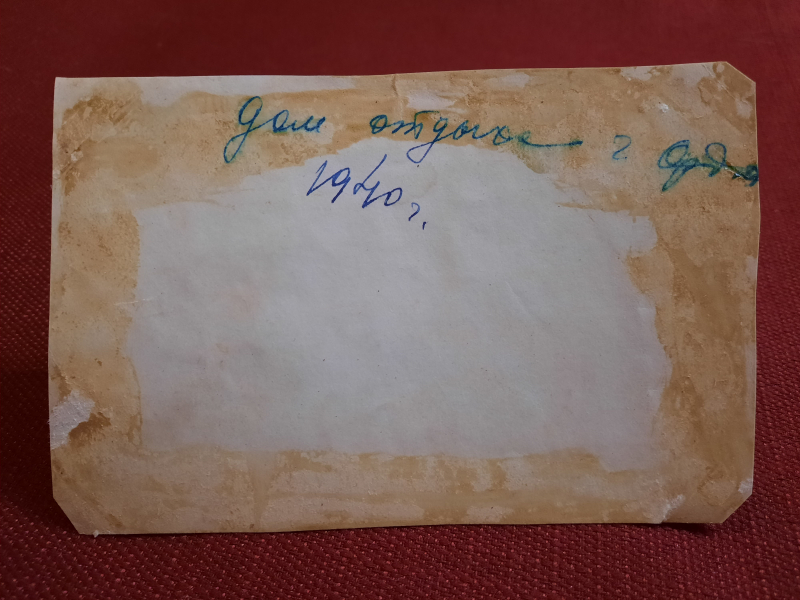 Дом отдыха г
1940 г.